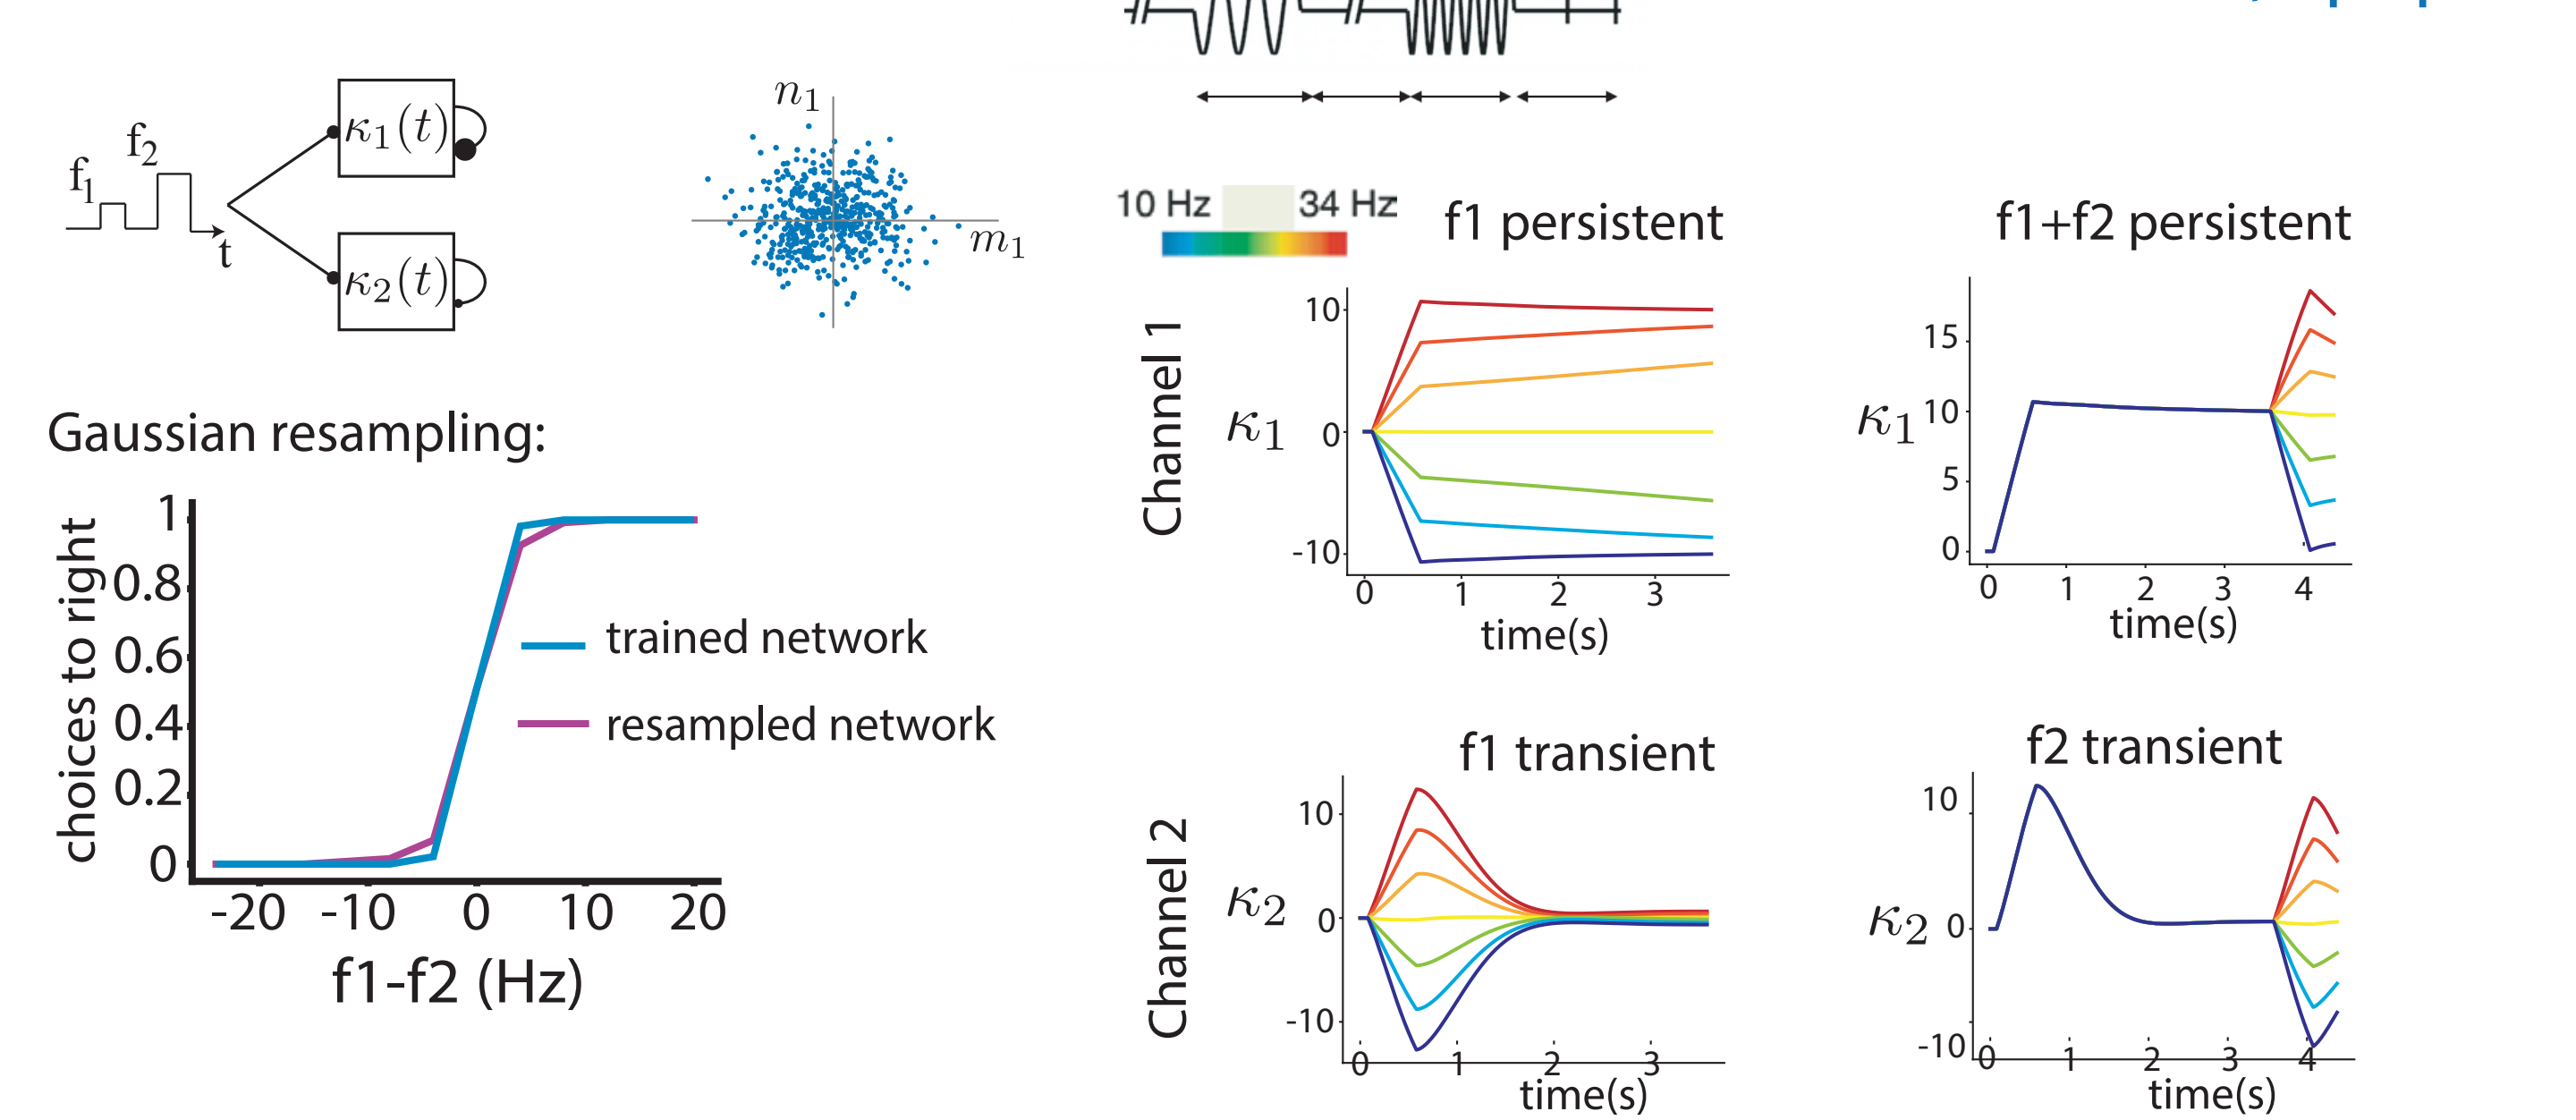 f1
f2
t
κ1(t)
κ2(t)
n1
m1
Gaussian resampling:
choices to right
1
0.8
0.6
0.4
0.2
0
-20 -10 0 10 20
f1-f2 (Hz)
trained network
resampled network
10 Hz 34 Hz
f1 persistent
Channel 1
κ1
10
0
-10
0 1 2 3
time(s)
f1+f2 persistent
κ1
15
10
5
0
0 1 2 3 4
time(s)
f1 transient
Channel 2
κ2
10
0
-10
0 1 2 3
time(s)
f2 transient
κ2
10
0
-10
0 1 2 3 4
time(s)